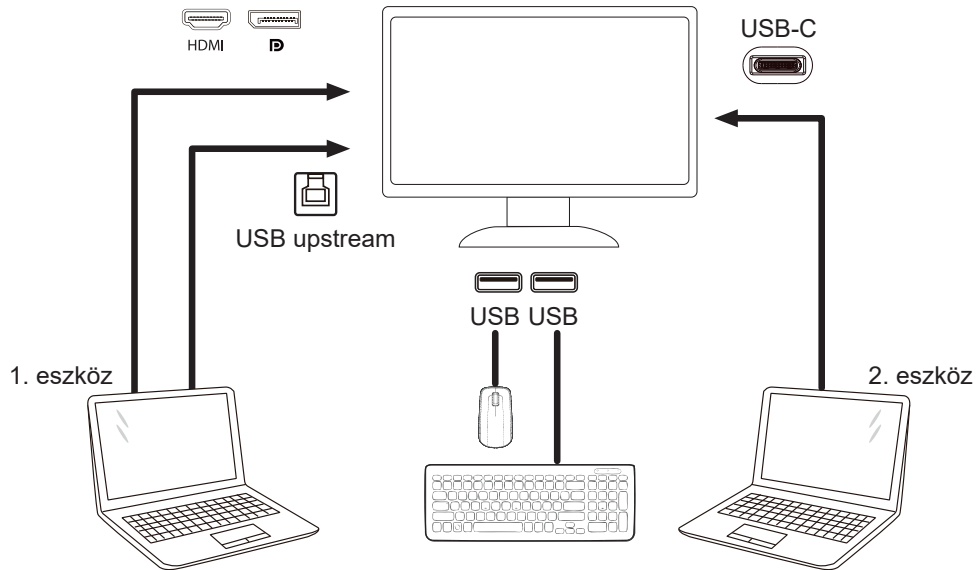 HDMI
USB-C
USB upstream
USB USB
1. eszköz
2. eszköz